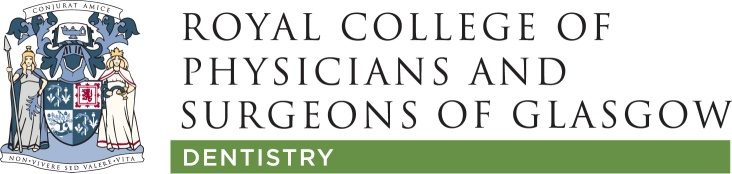 CONJURAT AMICE
ROYAL COLLEGE OF
PHYSICIANS AND
SURGEONS OF GLASGOW
DENTISTRY
NON·VIVERE SED VALERE·VITA